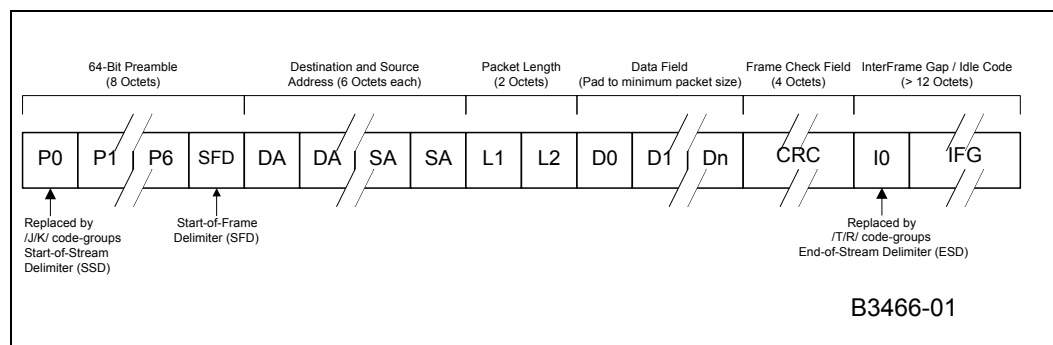 64-Bit Preamble
(8 Octets)
Destination and Source
Address (6 Octets each)
Packet Length
(2 Octets)
Data Field
(Pad to minimum packet size)
Frame Check Field
(4 Octets)
InterFrame Gap / Idle Code
(> 12 Octets)
P0 P1 P6 SFD DA DA SA SA L1 L2 D0 D1 Dn CRC I0 IFG
Replaced by
/J/K/ code-groups
Start-of-Stream
Delimiter (SSD)
Start-of-Frame
Delimiter (SFD)
Replaced by
/T/R/ code-groups
End-of-Stream Delimiter (ESD)
B3466-01